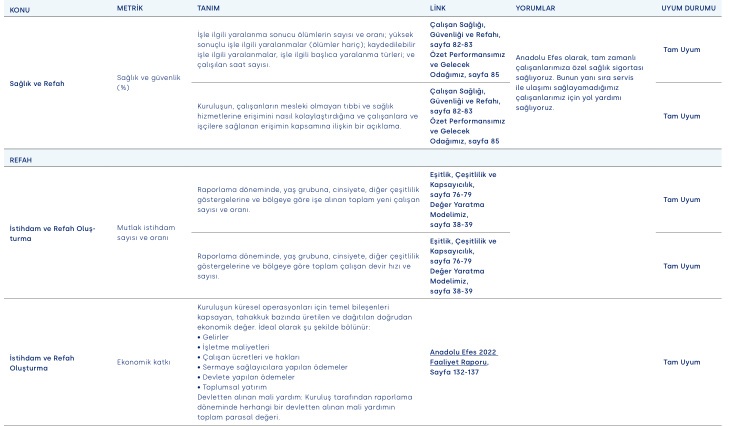 KONU METRİK TANIM LİNK YORUMLAR UYUM DURUMU
Sağlık ve Refah
Sağlık ve güvenlik
(%)
İşle ilgili yaralanma sonucu ölümlerin sayısı ve oranı; yüksek
sonuçlu işle ilgili yaralanmalar (ölümler hariç); kaydedilebilir
işle ilgili yaralanmalar, işle ilgili başlıca yaralanma türleri; ve
çalışılan saat sayısı.
Çalışan Sağlığı,
Güvenliği ve Refahı,
sayfa 82-83
Özet Performansımız
ve Gelecek
Odağımız, sayfa 85
Anadolu Efes olarak, tam zamanlı
çalışanlarımıza özel sağlık sigortası
sağlıyoruz. Bunun yanı sıra servis
ile ulaşımı sağlayamadığımız
çalışanlarımız için yol yardımı
sağlıyoruz.
Tam Uyum
Kuruluşun, çalışanların mesleki olmayan tıbbi ve sağlık
hizmetlerine erişimini nasıl kolaylaştırdığına ve çalışanlara ve
işçilere sağlanan erişimin kapsamına ilişkin bir açıklama.
Çalışan Sağlığı,
Güvenliği ve Refahı,
sayfa 82-83
Özet Performansımız
ve Gelecek
Odağımız, sayfa 85
Tam Uyum
REFAH
İstihdam ve Refah Oluş-
turma
Mutlak istihdam
sayısı ve oranı
Raporlama döneminde, yaş grubuna, cinsiyete, diğer çeşitlilik
göstergelerine ve bölgeye göre işe alınan toplam yeni çalışan
sayısı ve oranı.
Eşitlik, Çeşitlilik ve
Kapsayıcılık,
sayfa 76-79
Değer Yaratma
Modelimiz,
sayfa 38-39
Tam Uyum
Raporlama döneminde, yaş grubuna, cinsiyete, diğer çeşitlilik
göstergelerine ve bölgeye göre toplam çalışan devir hızı ve
sayısı.
Eşitlik, Çeşitlilik ve
Kapsayıcılık,
sayfa 76-79
Değer Yaratma
Modelimiz,
sayfa 38-39
Tam Uyum
İstihdam ve Refah
Oluşturma
Ekonomik katkı
Kuruluşun küresel operasyonları için temel bileşenleri
kapsayan, tahakkuk bazında üretilen ve dağıtılan doğrudan
ekonomik değer. İdeal olarak şu şekilde bölünür:
• Gelirler
• İşletme maliyetleri
• Çalışan ücretleri ve hakları
• Sermaye sağlayıcılara yapılan ödemeler
• Devlete yapılan ödemeler
• Toplumsal yatırım
Devletten alınan mali yardım: Kuruluş tarafından raporlama
döneminde herhangi bir devletten alınan mali yardımın
toplam parasal değeri.
Anadolu Efes 2022
Faaliyet Raporu,
Sayfa 132-137
Tam Uyum